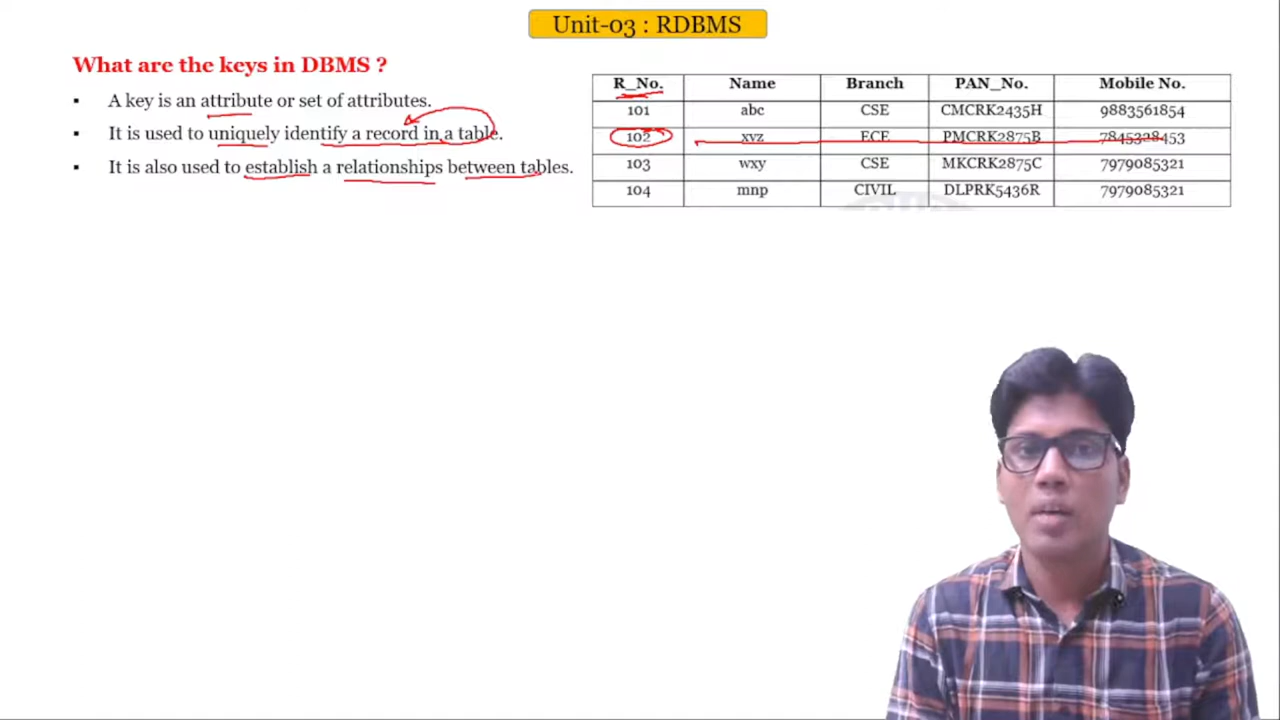 Unit-03 : RDBMS
What are the keys in DBMS ?
▪ A key is an attribute or set of attributes.
▪ It is used to uniquely identify a record in a table.
▪ It is also used to establish a relationships between tables.
R_No. Name Branch PAN_No. Mobile No.
101 abc CSE CMCRK2435H 9883561854
102 xvz ECE PMCRK2875B 7845328453
103 wxy CSE MKCRK2875C 7979085321
104 mnp CIVIL DLPRK5436R 7979085321